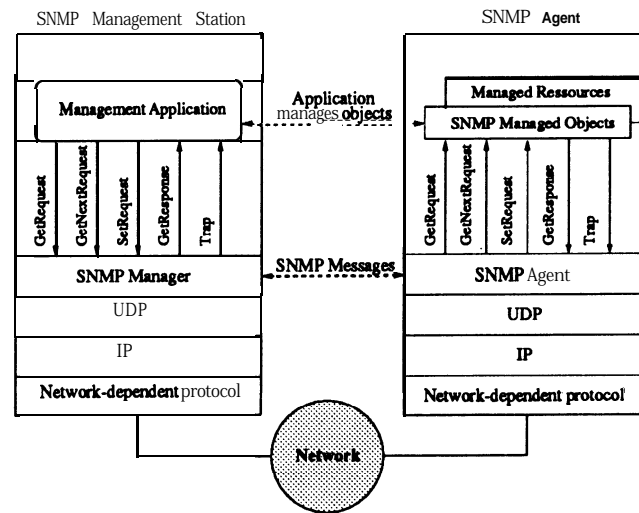 SNMP Management Station
SNMP Agent
Management Application
Application
manages objects
Managed Ressources
SNMP Managed Objects
GetRequest
GetNextRequest
SetRequest
GetResponse
Trap
GetRequest
GetNextRequest
SetRequest
GetResponse
Trap
SNMP Manager
SNMP Messages
SNMP Agent
UDP
UDP
IP
IP
Network-dependent protocol
Network-dependent protocol
Network